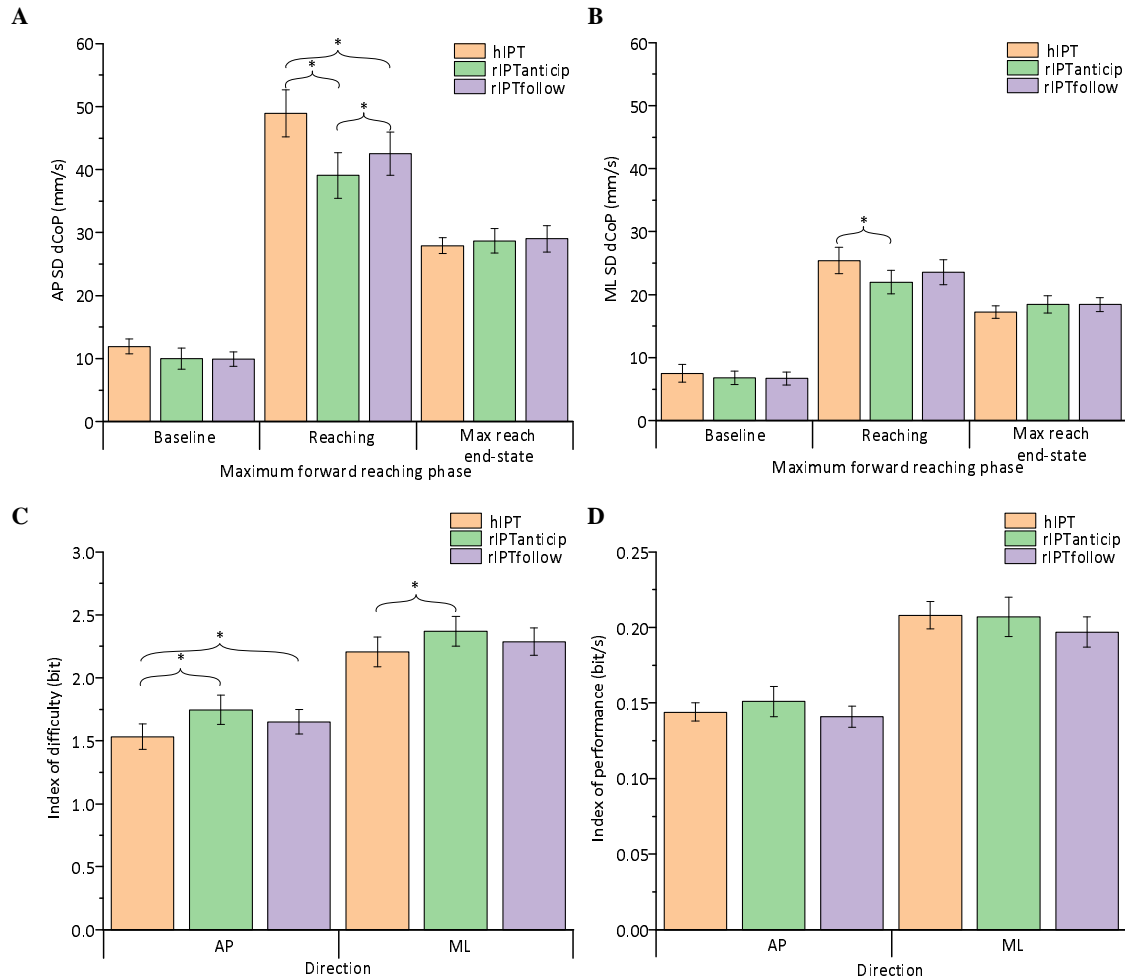 A
AP SD dCoP (mm/s)
60
50
40
30
20
10
0
*
*
*
hIPT
rIPTanticip
rIPTfollow
Baseline
Reaching
Max reach
end-state
Maximum forward reaching phase
B
ML SD dCoP (mm/s)
60
50
40
30
20
10
0
*
hIPT
rIPTanticip
rIPTfollow
Baseline
Reaching
Max reach
end-state
Maximum forward reaching phase
C
Index of difficulty (bit)
3.0
2.5
2.0
1.5
1.0
0.5
0.0
*
*
*
hIPT
rIPTanticip
rIPTfollow
AP
ML
Direction
D
Index of performance (bit/s)
0.25
0.20
0.15
0.10
0.05
0.00
hIPT
rIPTanticip
rIPTfollow
AP
ML
Direction